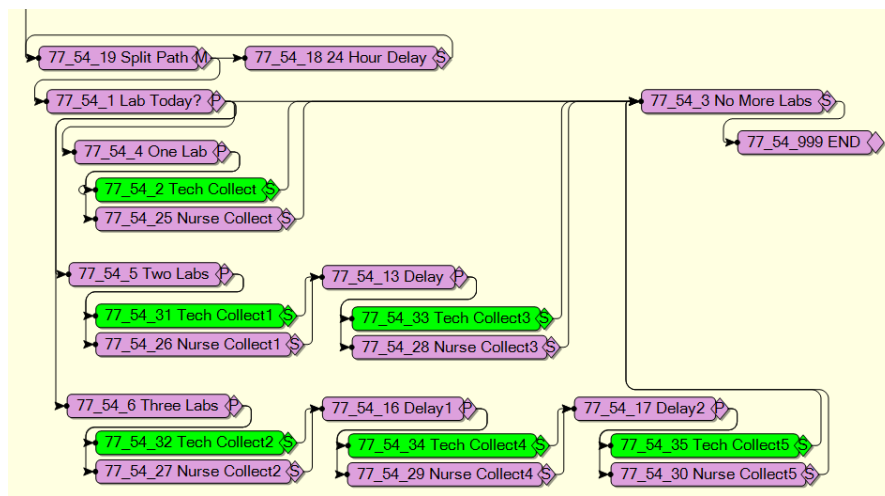 77_54_19 Split Path M
77_54_18 24 Hour Delay S
77_54_1 Lab Today? P
77_54_3 No More Labs S
77_54_999 END
77_54_4 One Lab P
77_54_2 Tech Collect S
77_54_25 Nurse Collect S
77_54_5 Two Labs P
77_54_13 Delay P
77_54_31 Tech Collect1 S
77_54_33 Tech Collect3 S
77_54_26 Nurse Collect1 S
77_54_28 Nurse Collect3 S
77_54_6 Three Labs P
77_54_16 Delay1 P
77_54_17 Delay2 P
77_54_32 Tech Collect2 S
77_54_34 Tech Collect4 S
77_54_35 Tech Collect5 S
77_54_27 Nurse Collect2 S
77_54_29 Nurse Collect4 S
77_54_30 Nurse Collect5 S